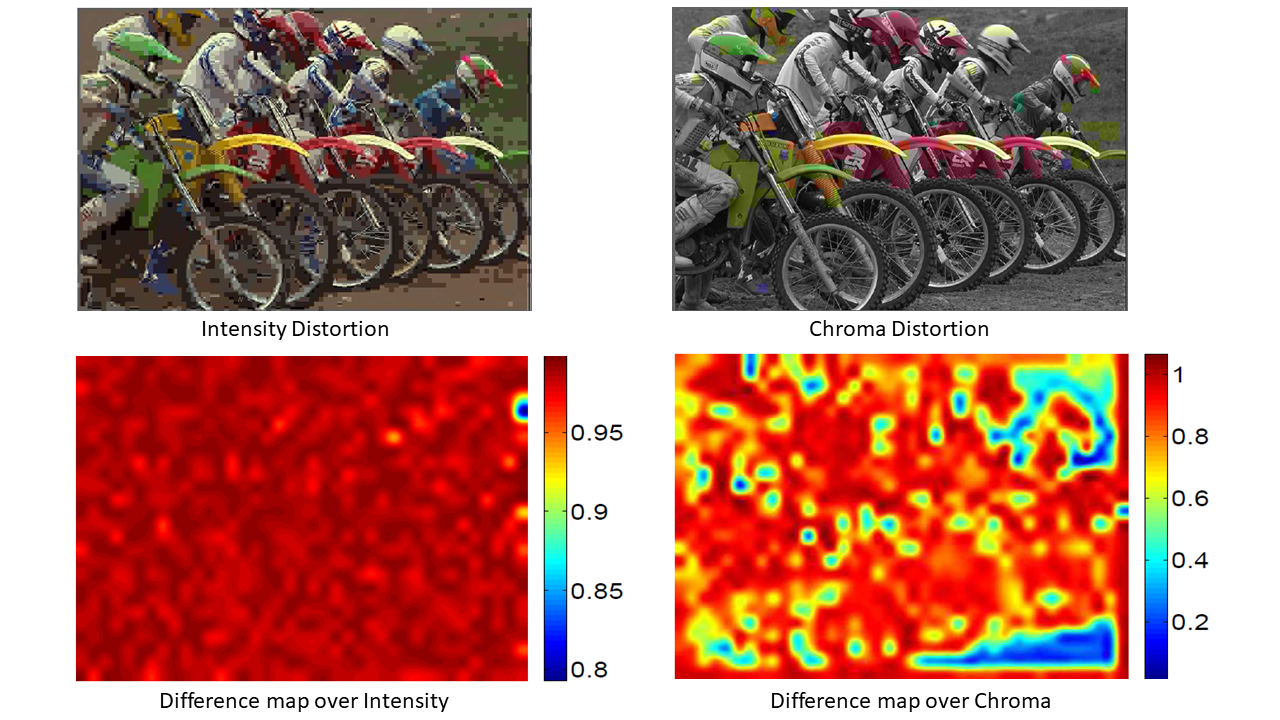 Intensity Distortion
Chroma Distortion
0.95
0.9
0.85
0.8
1
0.8
0.6
0.4
0.2
Difference map over Intensity
Difference map over Chroma